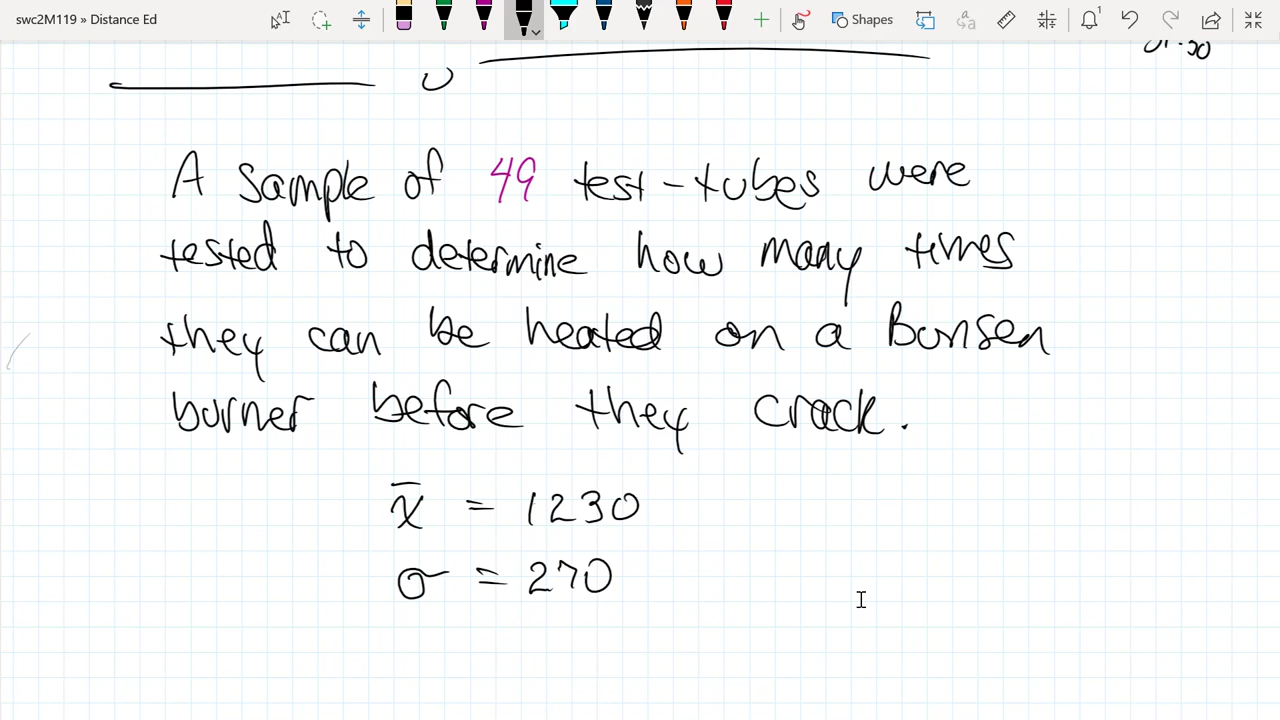 swc2M119 » Distance Ed
Shapes
A sample of 49 test-tubes were
tested to determine how many times
they can be heated on a Bunsen
burner before they crack.
x̄ = 1230
σ = 270